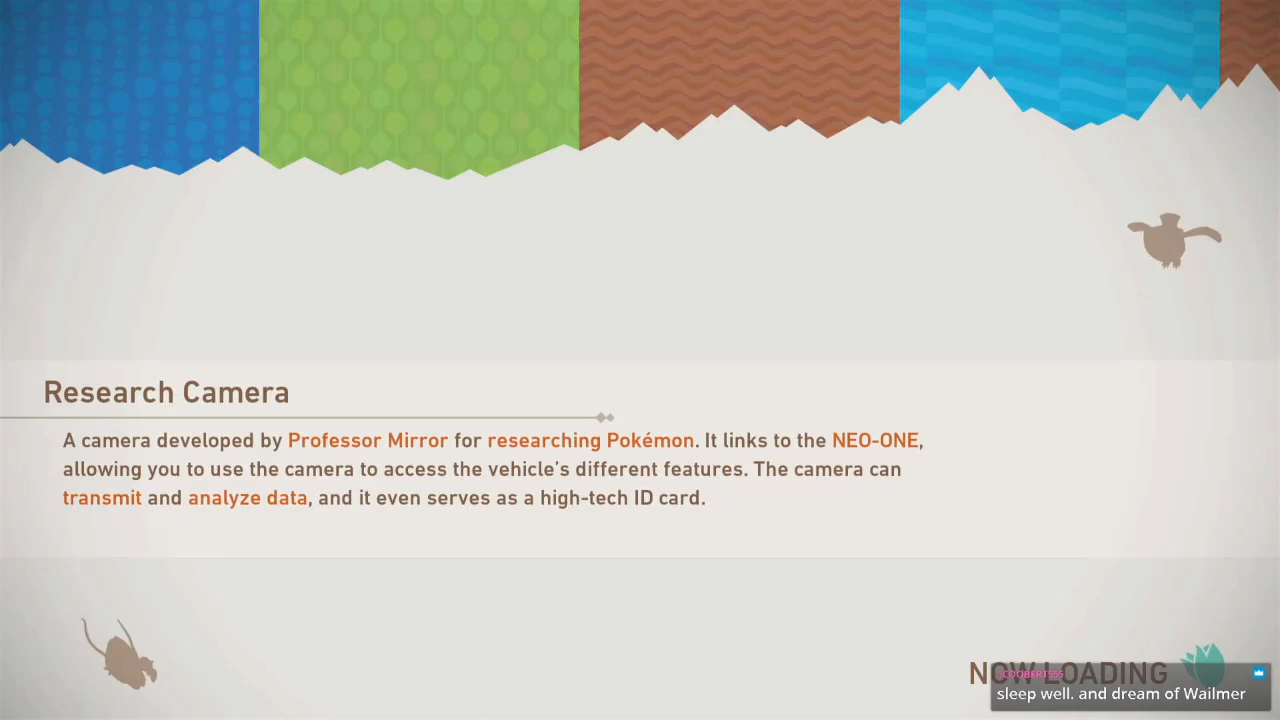 Research Camera
A camera developed by Professor Mirror for researching Pokémon. It links to the NEO-ONE,
allowing you to use the camera to access the vehicle's different features. The camera can
transmit and analyze data, and it even serves as a high-tech ID card.
NOW LOADING
SCOOBERT555
sleep well. and dream of Wailmer